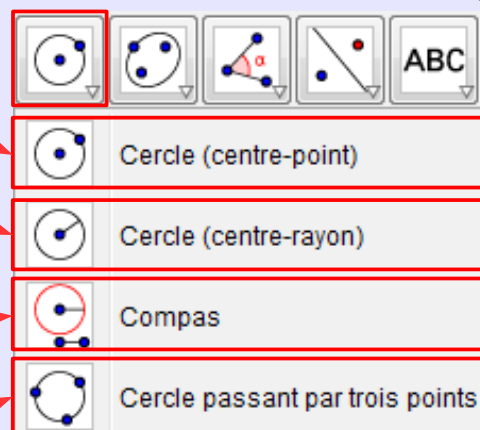 α ABC
Cercle (centre-point)
Cercle (centre-rayon)
Compas
Cercle passant par trois points